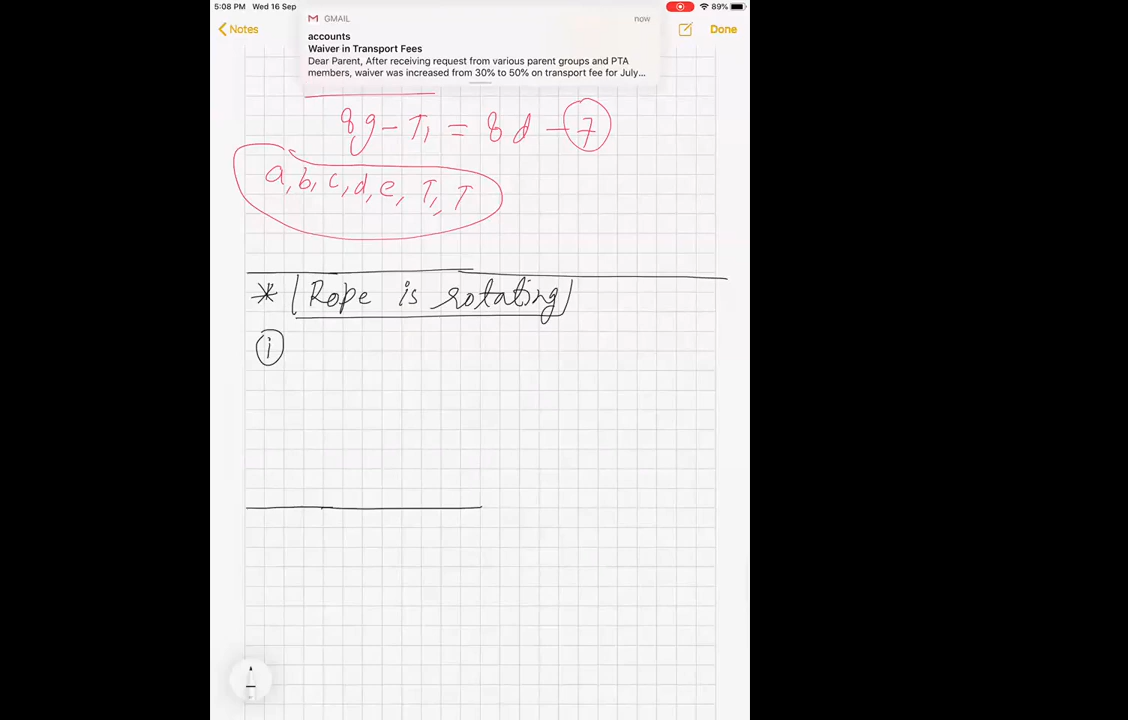 5:08 PM Wed 16 Sep
89%
GMAIL
now
Notes
Done
accounts
Waiver in Transport Fees
Dear Parent, After receiving request from various parent groups and PTA
members, waiver was increased from 30% to 50% on transport fee for July...
8g - T₁ = 8d - 7
a, b, c, d, e, T₁, T
* Rope is rotating
i